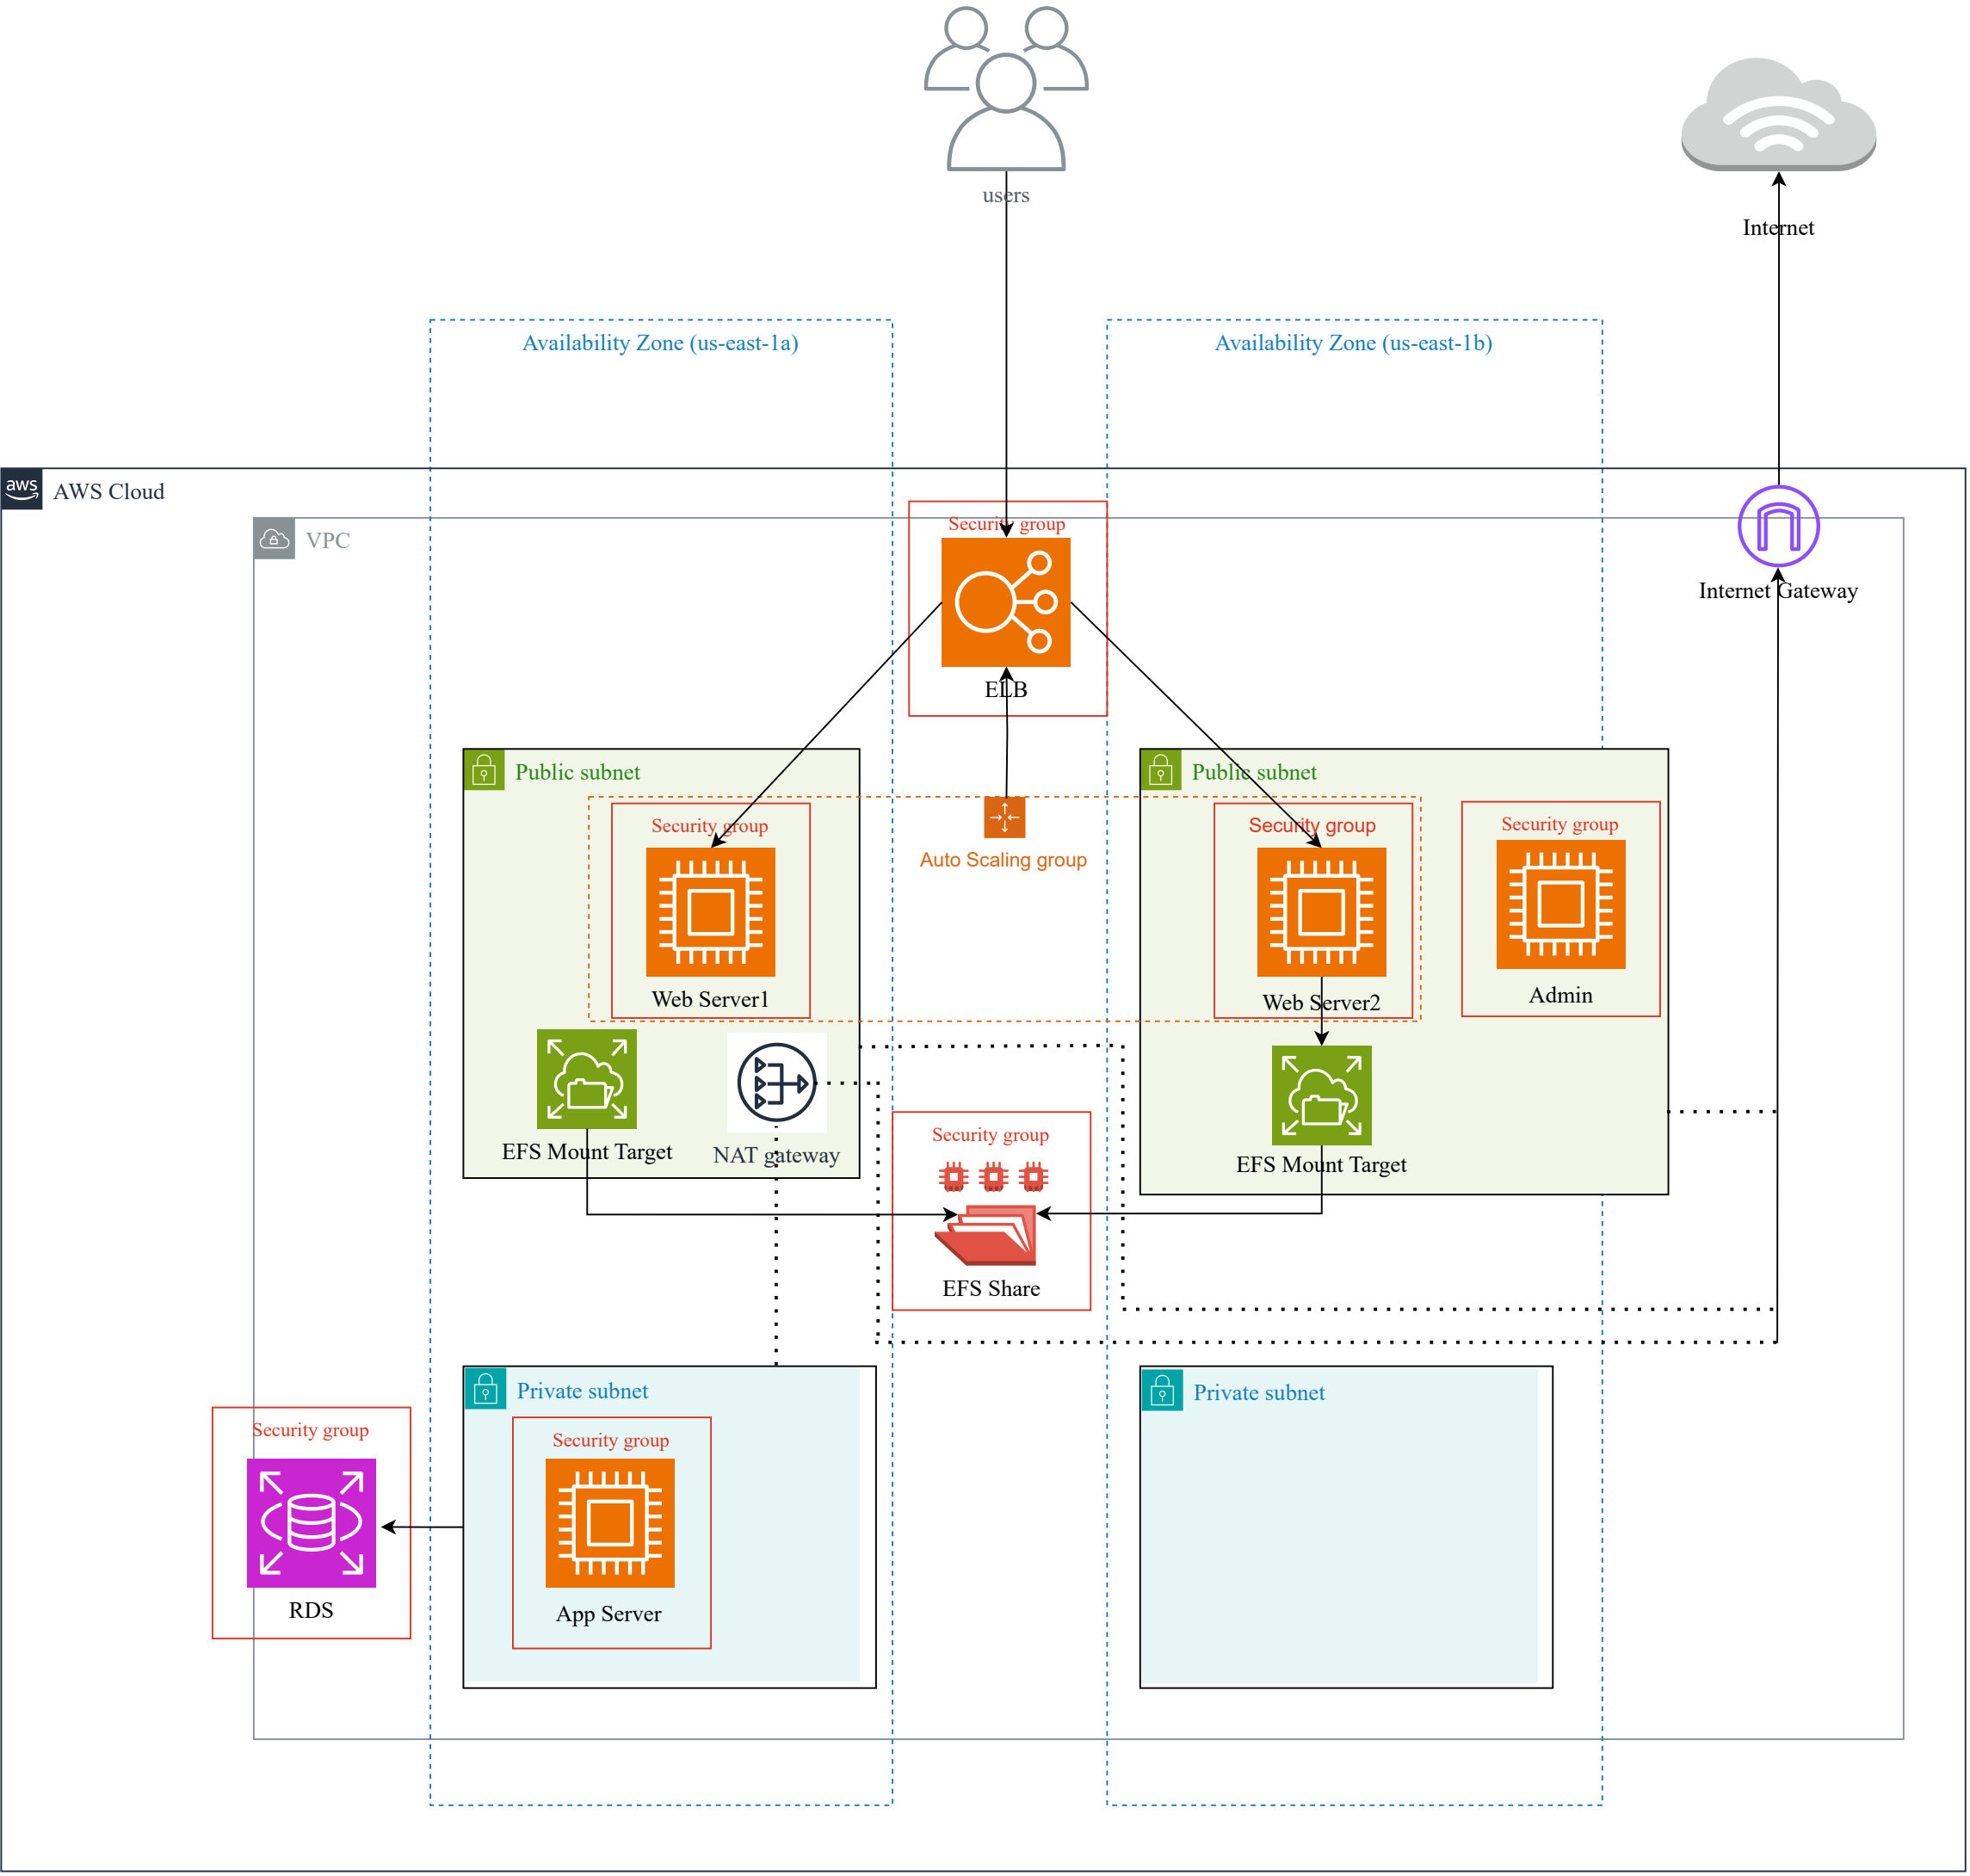 users
Internet
Availability Zone (us-east-1a)
Availability Zone (us-east-1b)
aws
AWS Cloud
Security group
VPC
Internet Gateway
ELB
Public subnet
Public subnet
Security group
Security group
Security group
Auto Scaling group
Web Server1
Web Server2
Admin
EFS Mount Target
NAT gateway
Security group
EFS Mount Target
EFS Share
Private subnet
Private subnet
Security group
Security group
RDS
App Server